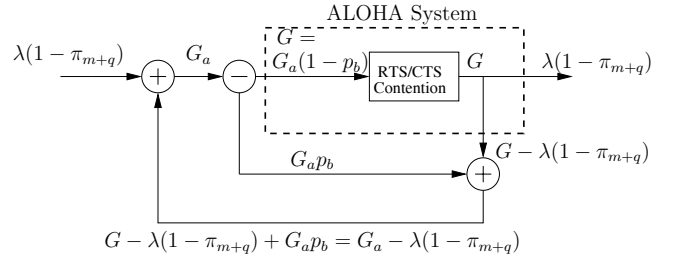 ALOHA System
λ(1 - π_{m+q})
G_a
G =
G_a(1 - p_b)
RTS/CTS
Contention
G
λ(1 - π_{m+q})
+
−
G_a p_b
G - λ(1 - π_{m+q})
+
G - λ(1 - π_{m+q}) + G_a p_b = G_a - λ(1 - π_{m+q})